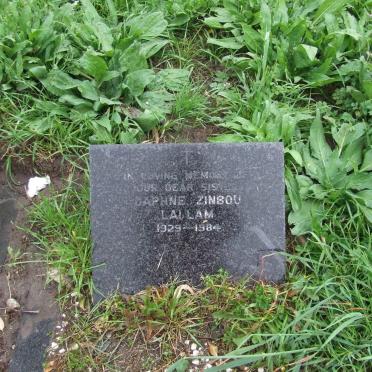 IN LOVING MEMORY OF
OUR DEAR SISTER
DAPHNE ZINBOU
LALLAM
1929-1984